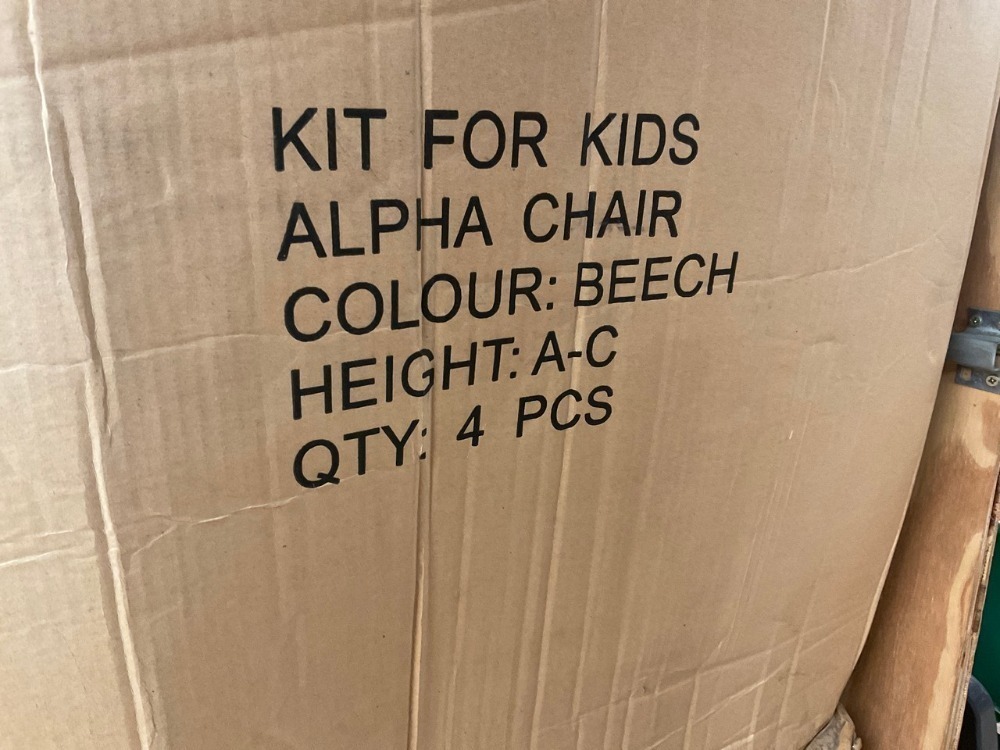 KIT FOR KIDS
ALPHA CHAIR
COLOUR: BEECH
HEIGHT: A-C
QTY: 4 PCS